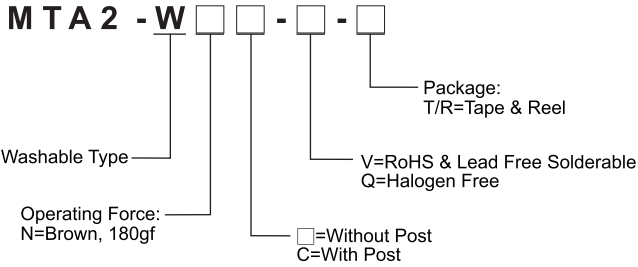 MTA2-W□□-□-□
Package:
T/R=Tape & Reel
Washable Type
V=RoHS & Lead Free Solderable
Q=Halogen Free
Operating Force:
N=Brown, 180gf
□=Without Post
C=With Post